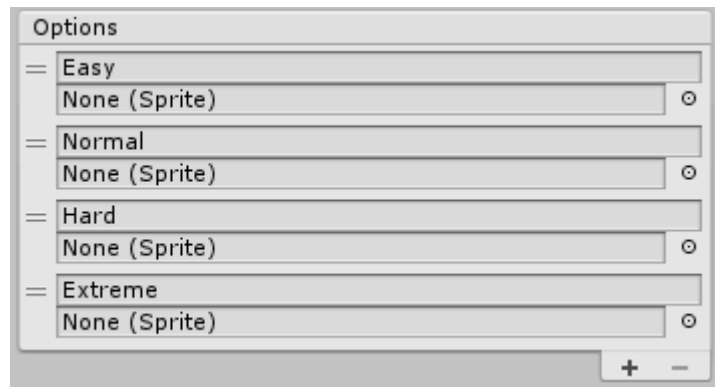 Options
Easy
None (Sprite)
Normal
None (Sprite)
Hard
None (Sprite)
Extreme
None (Sprite)